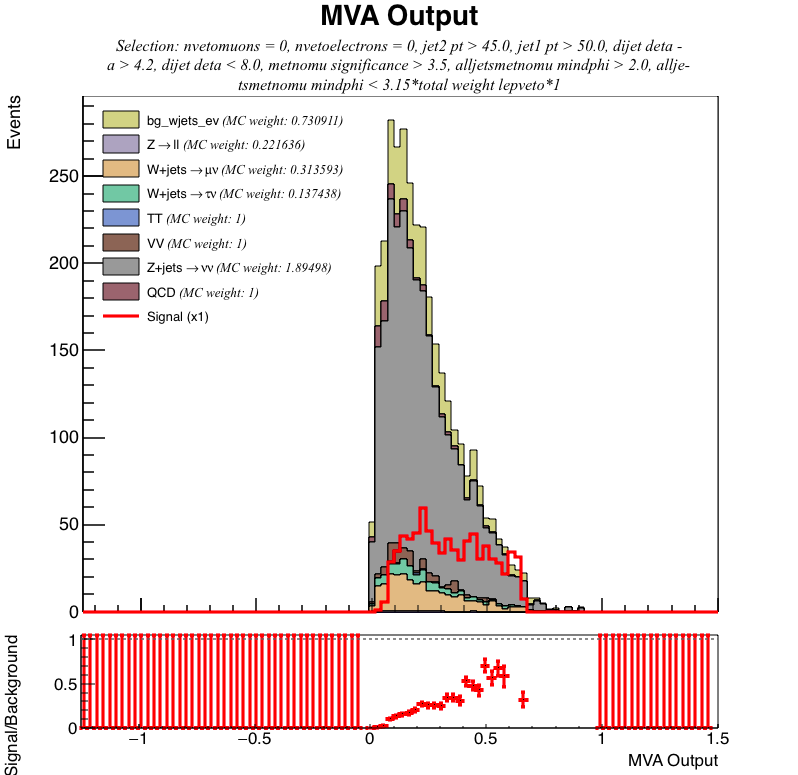 MVA Output
Selection: nvetomuons = 0, nvetoelectrons = 0, jet2 pt > 45.0, jet1 pt > 50.0, dijet deta -
a > 4.2, dijet deta < 8.0, metnomu significance > 3.5, alljetsmetnomu mindphi > 2.0, allje-
tsmetnomu mindphi < 3.15*total weight lepveto*1
Events
bg_wjets_ev (MC weight: 0.730911)
Z→ll (MC weight: 0.221636)
W+jets→μν (MC weight: 0.313593)
W+jets→τν (MC weight: 0.137438)
TT (MC weight: 1)
VV (MC weight: 1)
Z+jets→νν (MC weight: 1.89498)
QCD (MC weight: 1)
Signal (x1)
250
200
150
100
50
0
Signal/Background
1
0.5
0
−1 −0.5 0 0.5 1 1.5
MVA Output